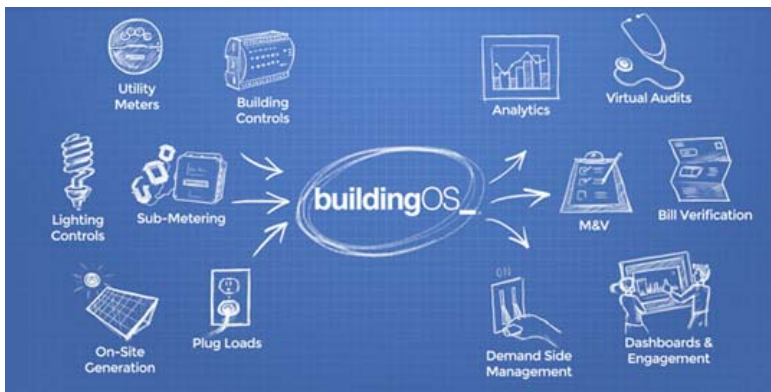 Utility
Meters
Building
Controls
Analytics
Virtual Audits
Lighting
Controls
Sub-Metering
buildingOS_
M&V
Bill Verification
On-Site
Generation
Plug Loads
ON
Demand Side
Management
Dashboards &
Engagement